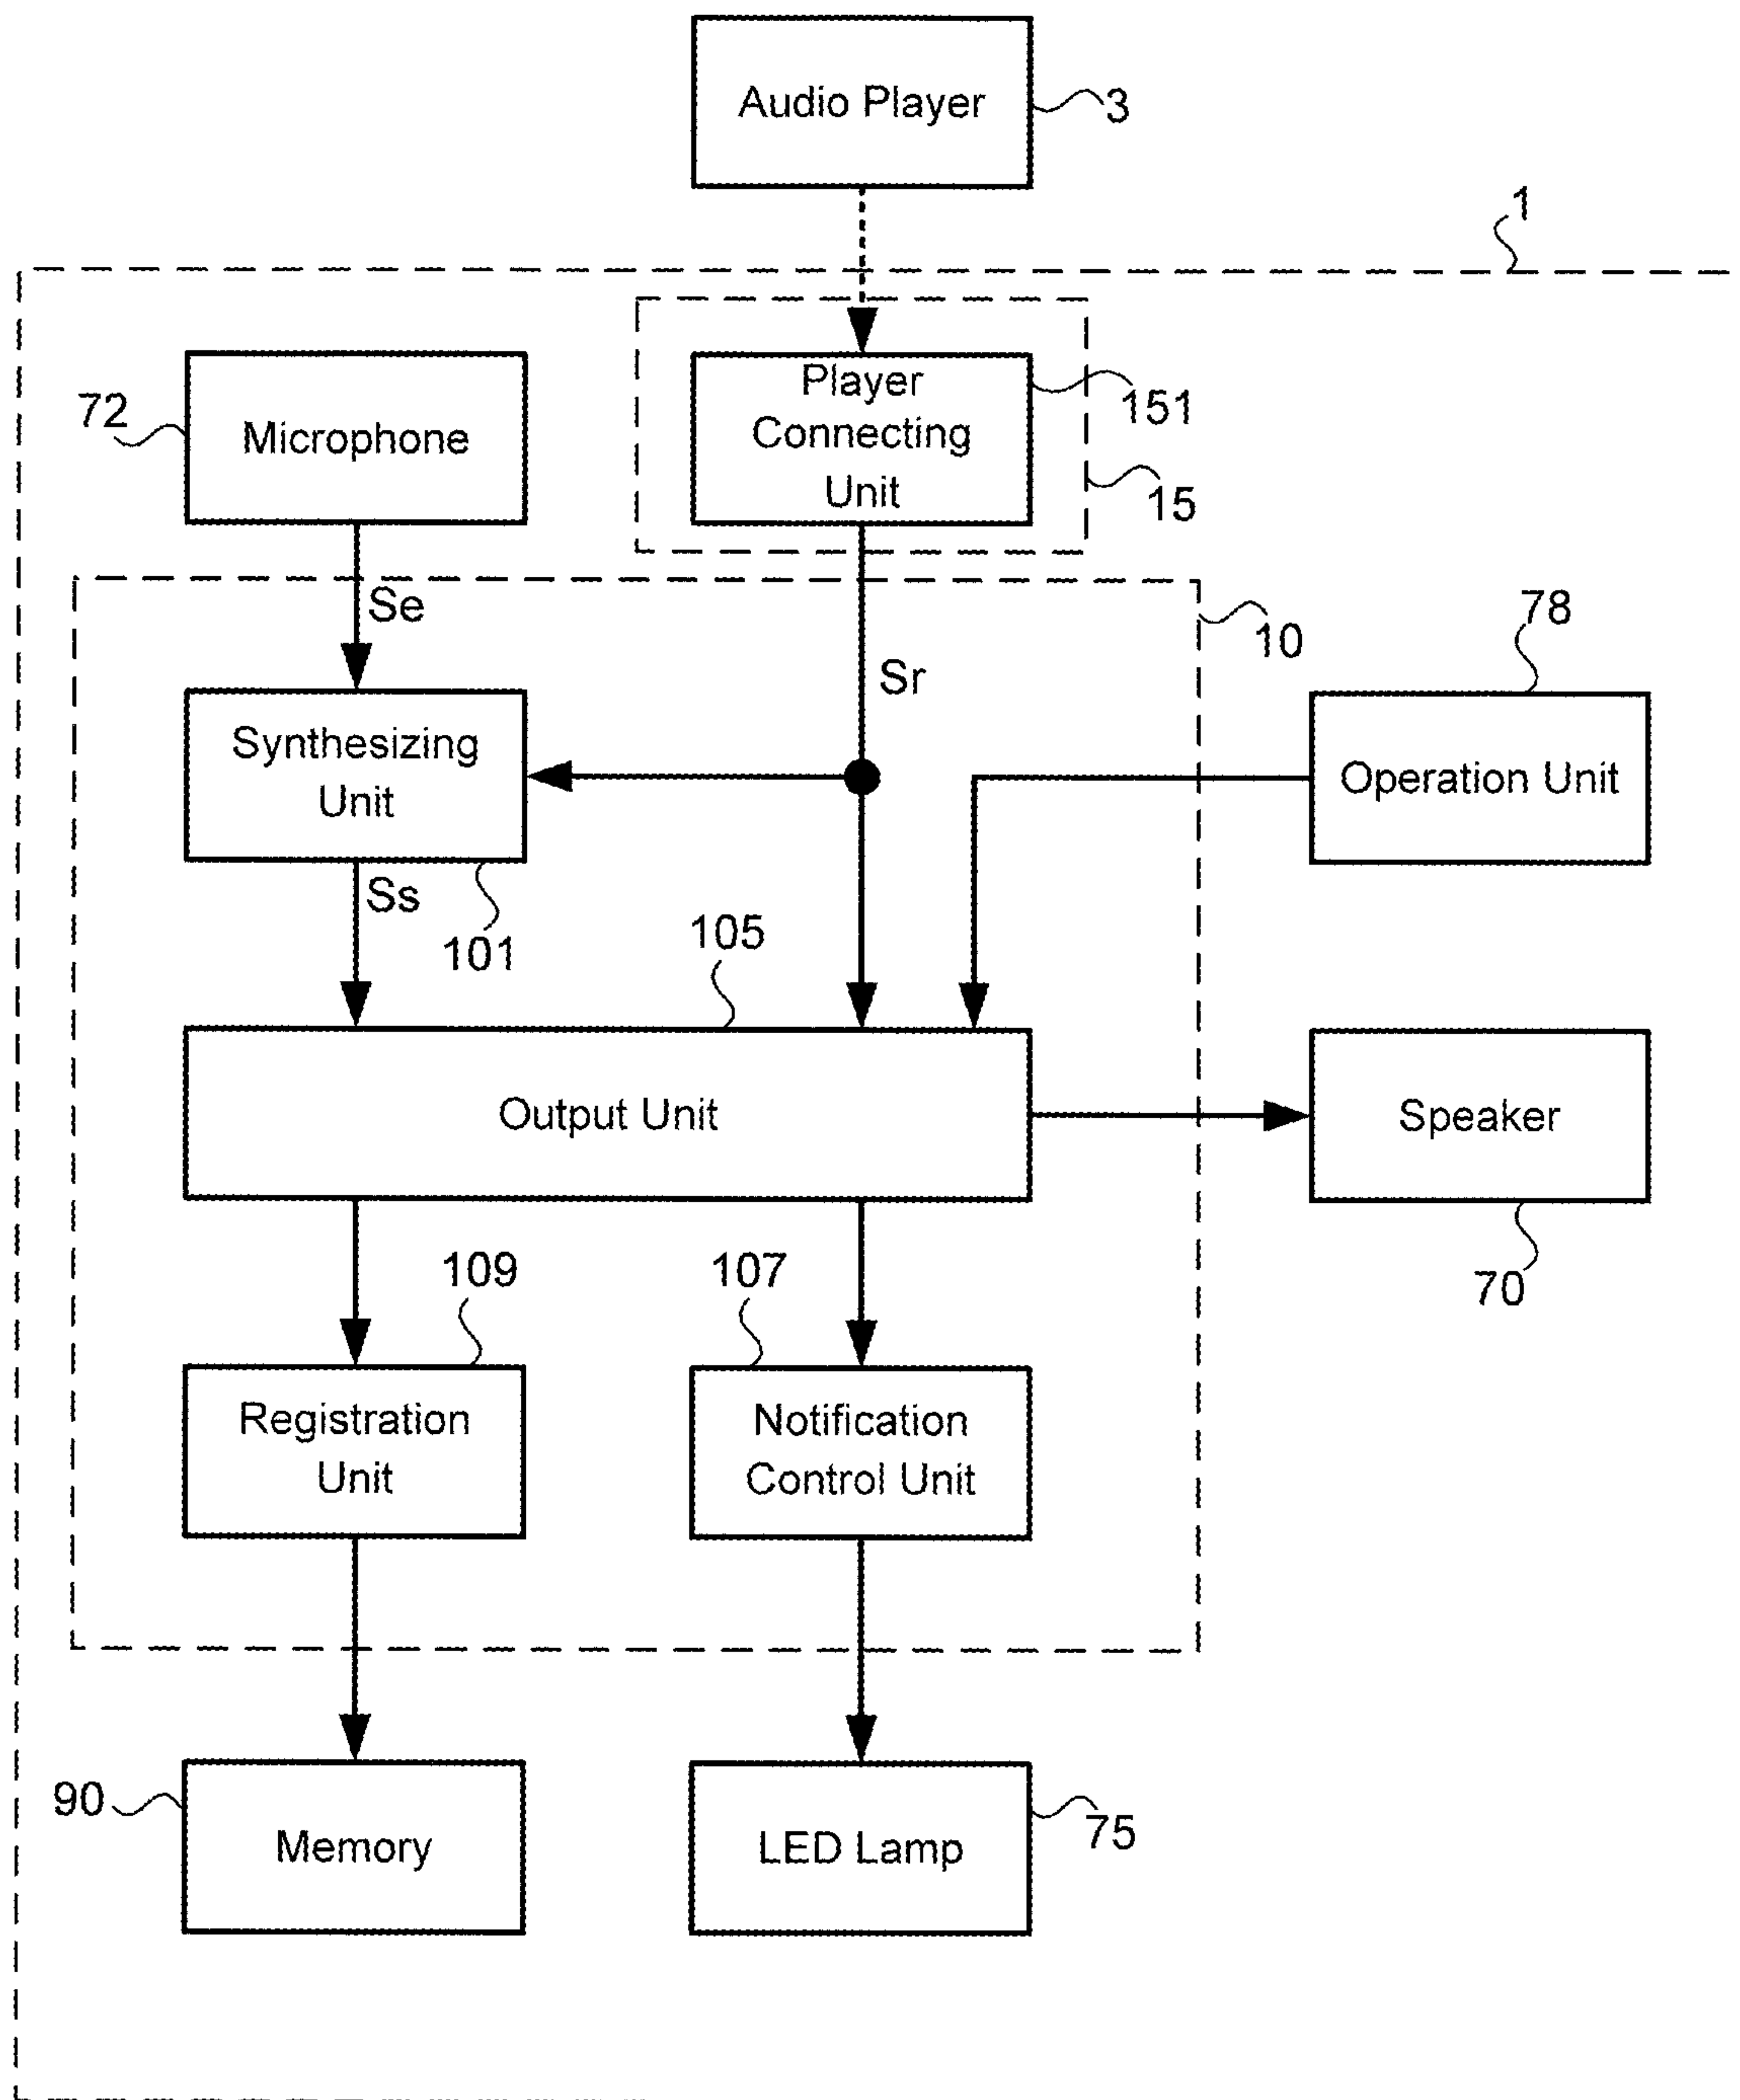 Audio Player
3
1
Player
Connecting
Unit
151
72
Microphone
15
Se
10
78
Sr
Synthesizing
Unit
Operation Unit
Ss
101
105
Output Unit
Speaker
109
107
70
Registration
Unit
Notification
Control Unit
90
Memory
LED Lamp
75